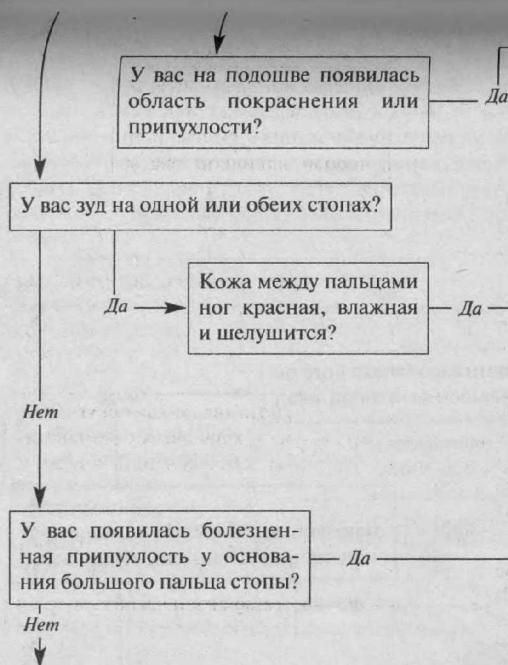 У вас на подошве появилась
область покраснения или
припухлости?
Да
У вас зуд на одной или обеих стопах?
Кожа между пальцами
ног красная, влажная
и шелушится?
Да
Да
Нет
У вас появилась болезнен-
ная припухлость у основа-
ния большого пальца стопы?
Да
Нет